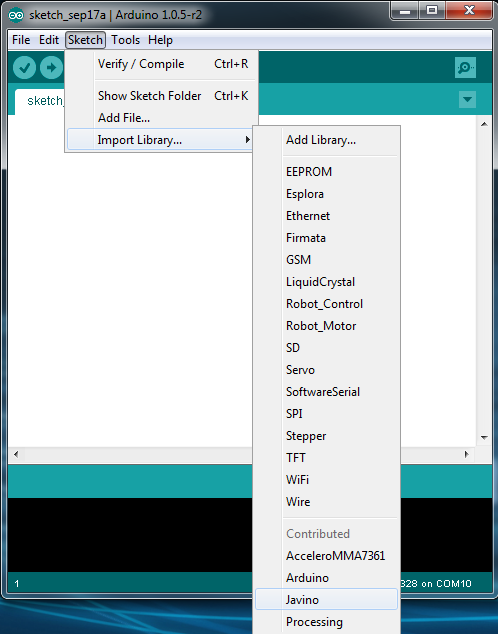 sketch_sep17a | Arduino 1.0.5-r2
File Edit Sketch Tools Help
Verify / Compile Ctrl+R
sketch_
Show Sketch Folder Ctrl+K
Add File...
Import Library...
Add Library...
EEPROM
Esplora
Ethernet
Firmata
GSM
LiquidCrystal
Robot_Control
Robot_Motor
SD
Servo
SoftwareSerial
SPI
Stepper
TFT
WiFi
Wire
Contributed
AcceleroMMA7361
Arduino
1
328 on COM10
Javino
Processing